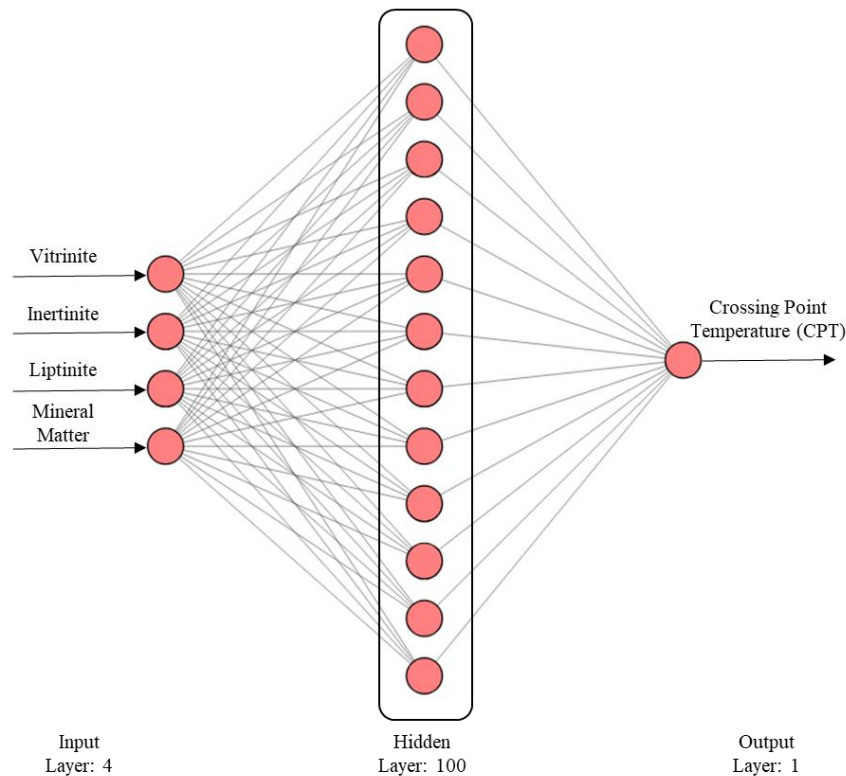 Vitrinite
Inertinite
Liptinite
Mineral
Matter
Crossing Point
Temperature (CPT)
Input
Layer: 4
Hidden
Layer: 100
Output
Layer: 1